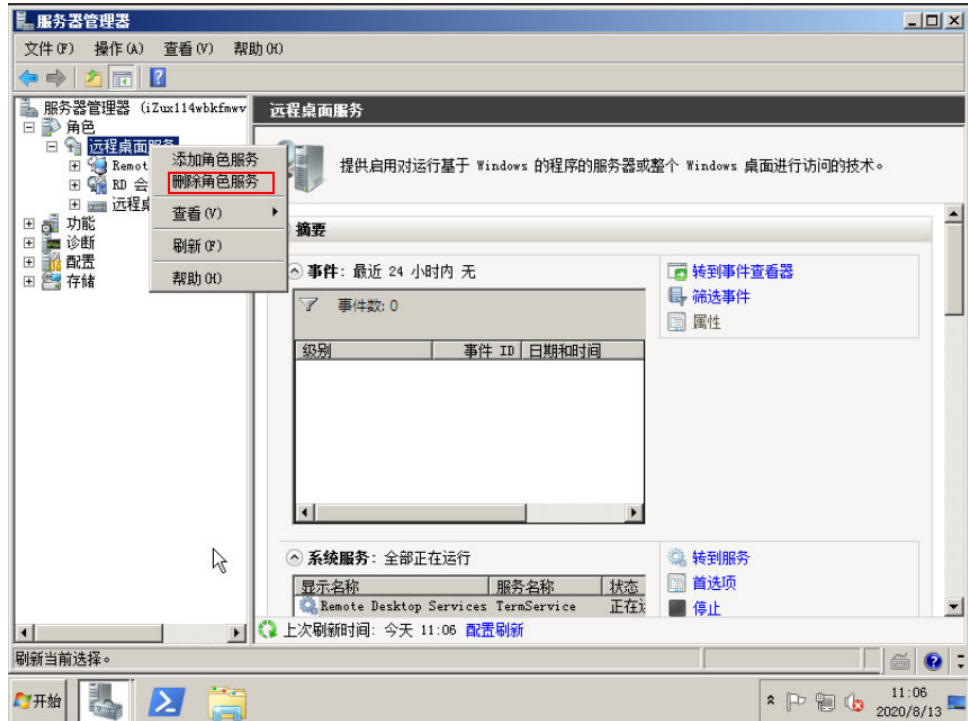 服务器管理器
文件(F) 操作(A) 查看(V) 帮助(H)
服务器管理器 (iZux114wbkfmwv
角色
远程桌面服务
Remot
RD 会
远程桌
功能
诊断
配置
存储
添加角色服务
删除角色服务
查看(V)
刷新(F)
帮助(H)
远程桌面服务
提供启用对运行基于 Windows 的程序的服务器或整个 Windows 桌面进行访问的技术。
摘要
事件: 最近 24 小时内 无
事件数: 0
级别 事件 ID 日期和时间
转到事件查看器
筛选事件
属性
系统服务: 全部正在运行
显示名称 服务名称 状态
Remote Desktop Services TermService 正在
转到服务
首选项
停止
上次刷新时间: 今天 11:06 配置刷新
刷新当前选择。
开始
11:06
2020/8/13